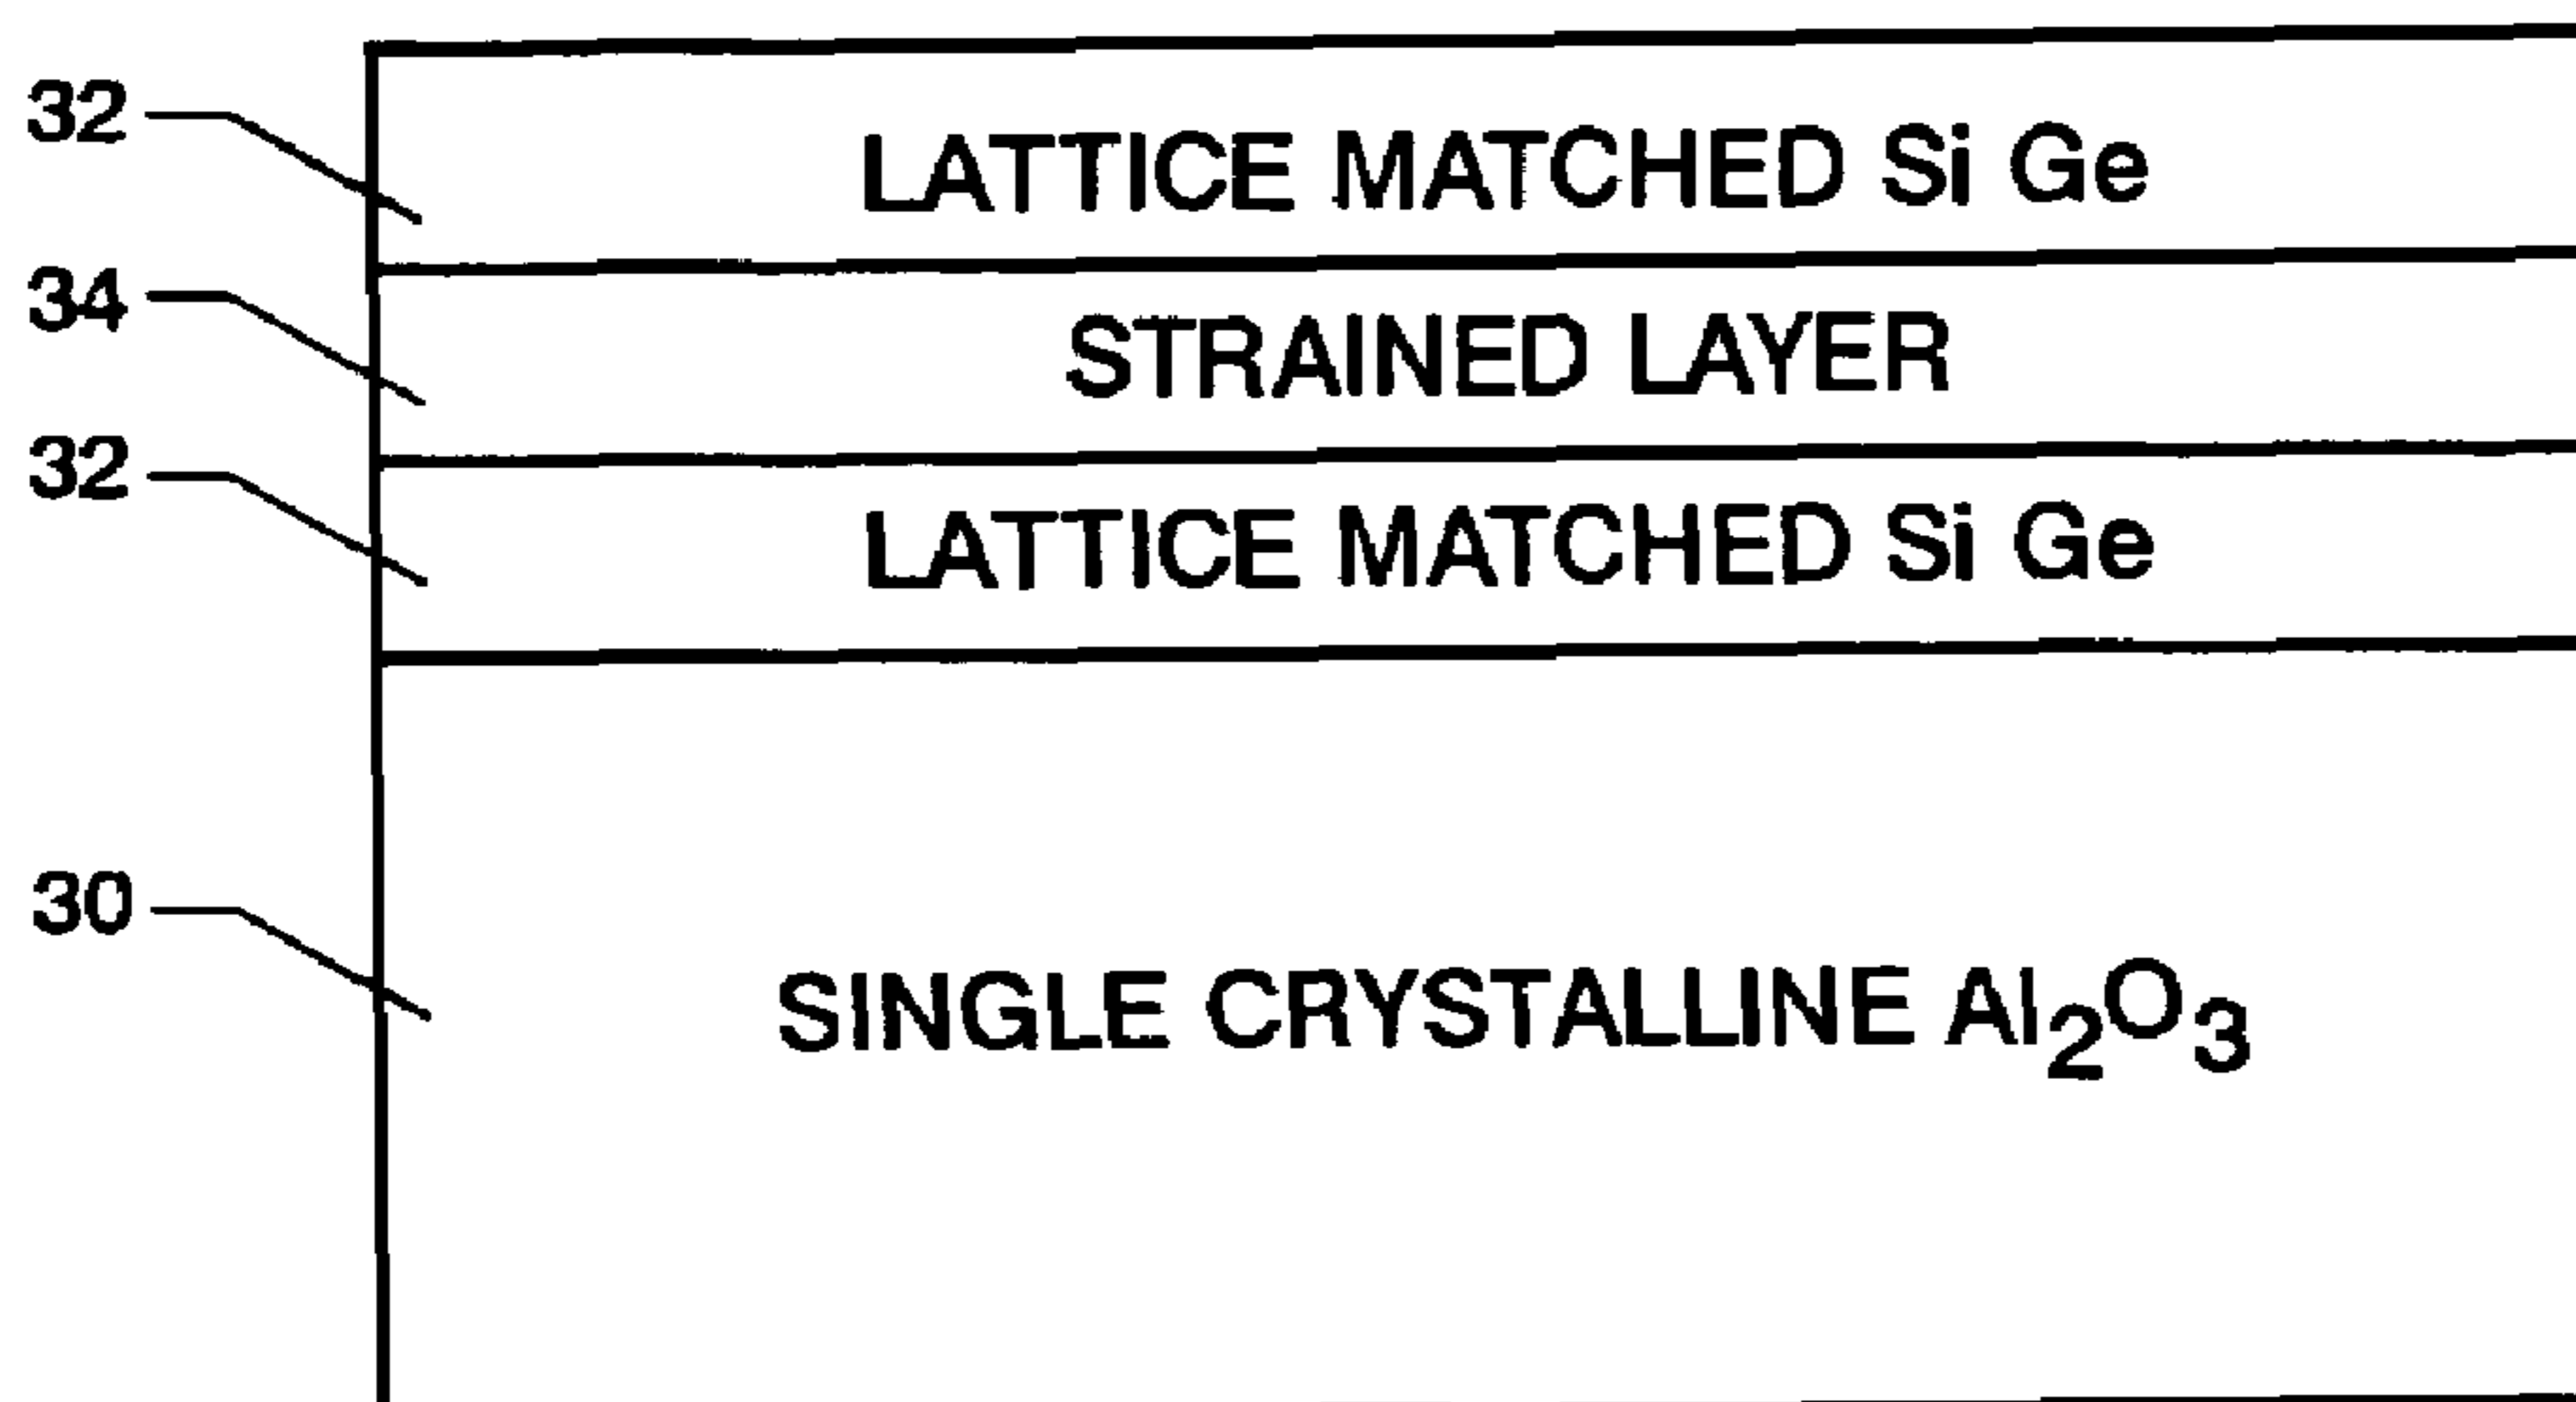 32
LATTICE MATCHED Si Ge
34
STRAINED LAYER
32
LATTICE MATCHED Si Ge
30
SINGLE CRYSTALLINE Al₂O₃